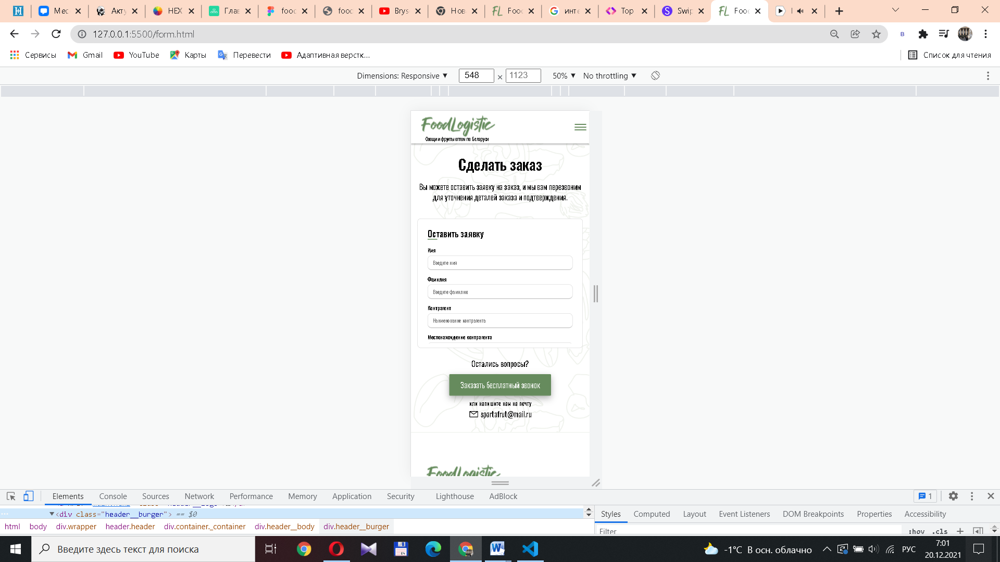 Мес
Акту
HEX
Глав
food
food
Brys
Нов
Food
инте
Top
Swip
Food
127.0.0.1:5500/form.html
Сервисы
Gmail
YouTube
Карты
Перевести
Адаптивная верстк...
Список для чтения
Dimensions: Responsive ▼ 548 × 1123 50% ▼ No throttling ▼
FoodLogistic
Овощи и фрукты оптом по Беларуси
Сделать заказ
Вы можете оставить заявку на заказ, и мы вам перезвоним
для уточнения деталей заказа и подтверждения.
Оставить заявку
Имя
Введите имя
Фамилия
Введите фамилию
Контрагент
Наименование контрагента
Местонахождение контрагента
Остались вопросы?
Заказать бесплатный звонок
или напишите нам на почту
spartafrut@mail.ru
FoodLogistic
Elements Console Sources Network Performance Memory Application Security Lighthouse AdBlock 1
<div class="header__burger"> == $0
html body div.wrapper header.header div.container._container div.header__body div.header__burger
Styles Computed Layout Event Listeners DOM Breakpoints Properties Accessibility
Filter :hov .cls
Введите здесь текст для поиска
-1°C В осн. облачно
РУС
7:01
20.12.2021